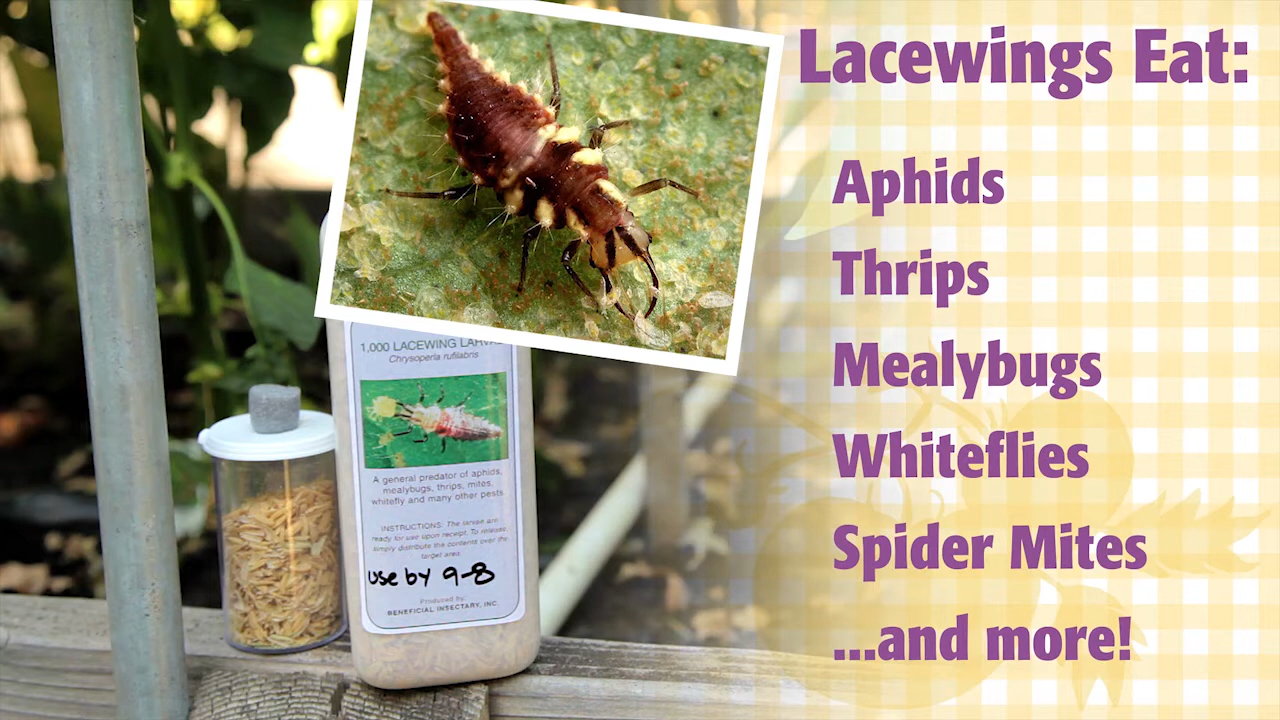 Lacewings Eat:
Aphids
Thrips
Mealybugs
Whiteflies
Spider Mites
...and more!
1,000 LACEWING LARVAE
Chrysoperla rufilabris
A general predator of aphids,
mealybugs, thrips, mites,
whitefly and many other pests
INSTRUCTIONS: The larvae are
ready for use upon receipt. To release,
simply distribute the contents over the
target area.
use by 9-8
Produced by:
BENEFICIAL INSECTARY, INC.